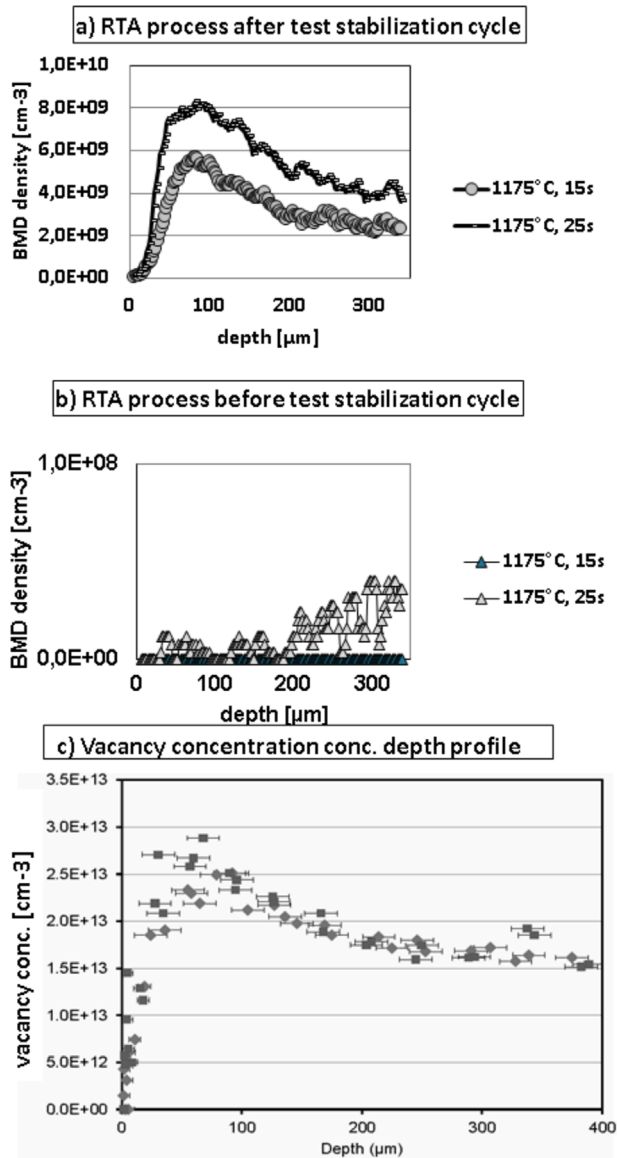 a) RTA process after test stabilization cycle
1,0E+10
8,0E+09
6,0E+09
4,0E+09
2,0E+09
0,0E+00
BMD density [cm-3]
0 100 200 300
depth [µm]
1175°C, 15s
1175°C, 25s
b) RTA process before test stabilization cycle
1,0E+08
0,0E+00
BMD density [cm-3]
0 100 200 300
depth [µm]
1175°C, 15s
1175°C, 25s
c) Vacancy concentration conc. depth profile
3.5E+13
3.0E+13
2.5E+13
2.0E+13
1.5E+13
1.0E+13
5.0E+12
0.0E+00
vacancy conc. [cm-3]
0 100 200 300 400
Depth (µm)